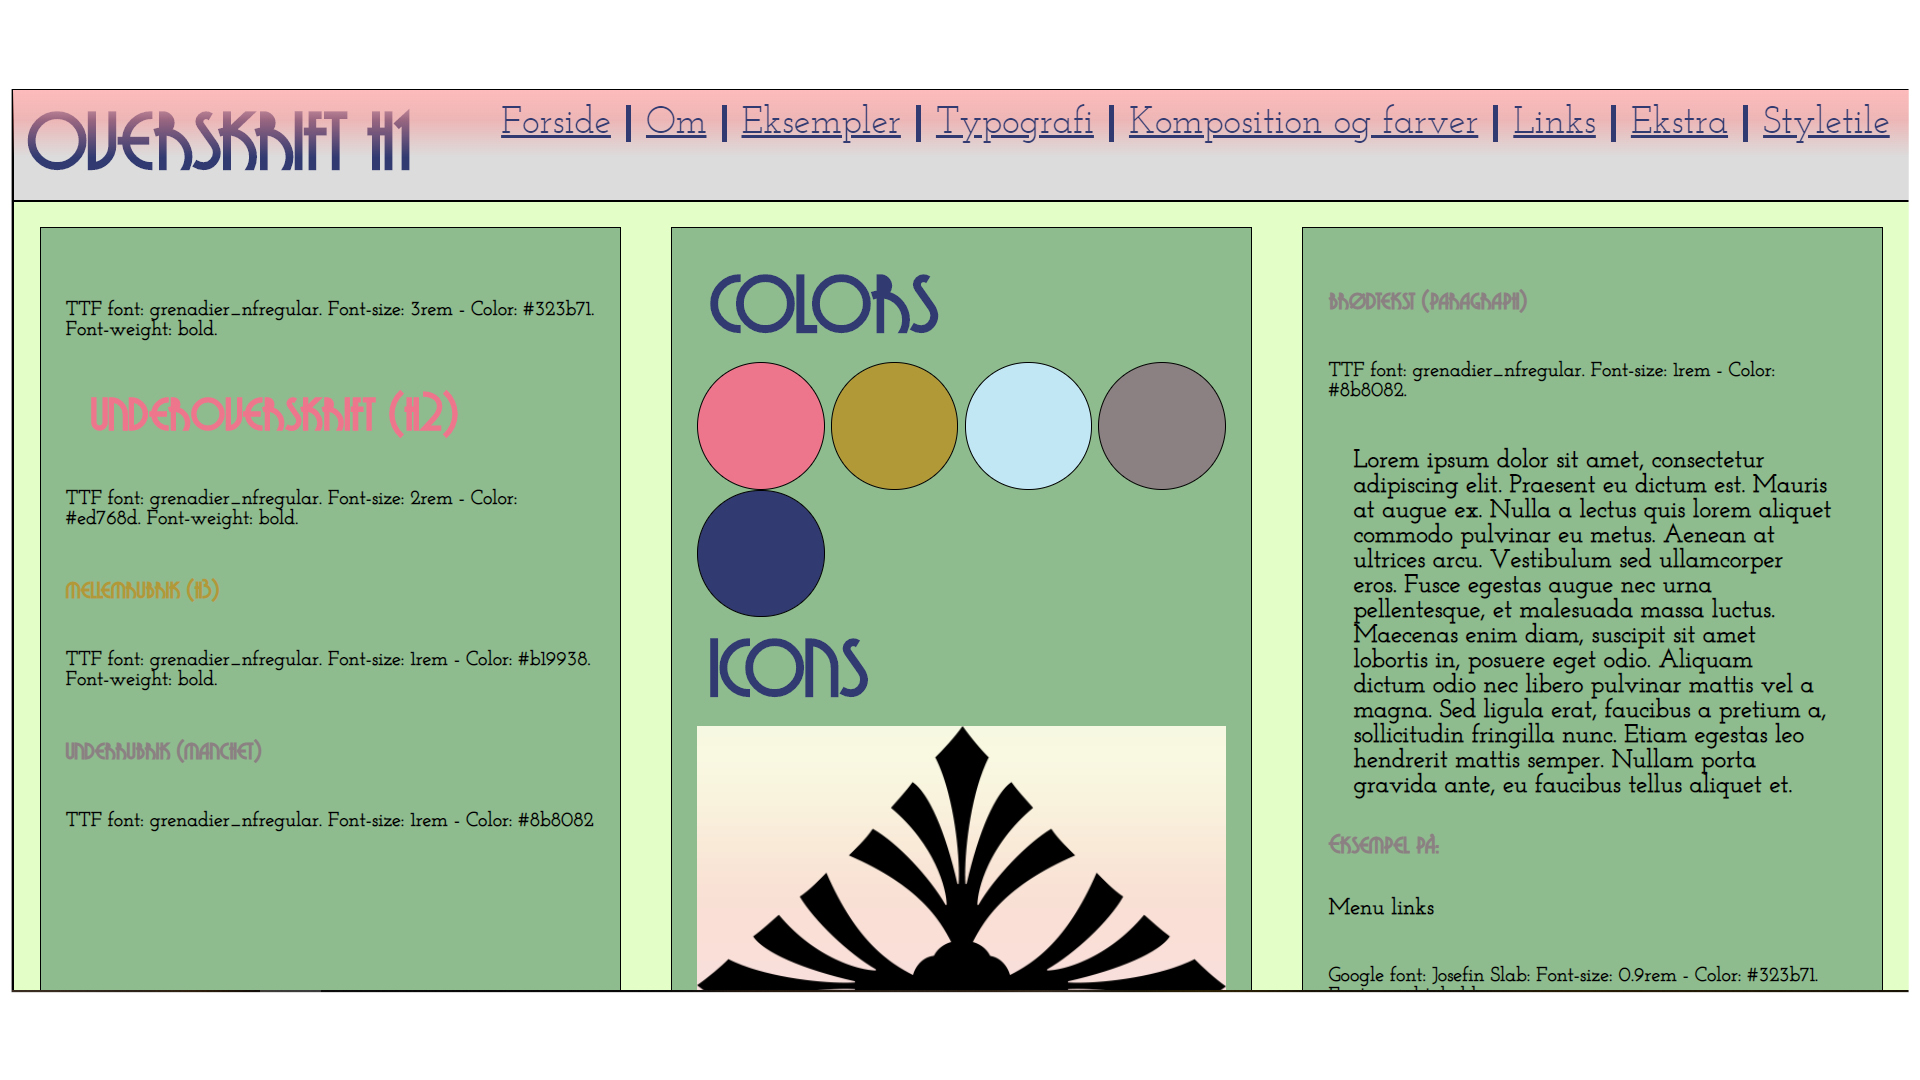 OVERSKRIFT H1
Forside | Om | Eksempler | Typografi | Komposition og farver | Links | Ekstra | Styletile
TTF font: grenadier_nfregular. Font-size: 3rem - Color: #323b71.
Font-weight: bold.
UNDEROVERSKRIFT (H2)
TTF font: grenadier_nfregular. Font-size: 2rem - Color:
#ed768d. Font-weight: bold.
MELLEMRUBRIK (H3)
TTF font: grenadier_nfregular. Font-size: 1rem - Color: #b19938.
Font-weight: bold.
UNDERRUBRIK (MANCHET)
TTF font: grenadier_nfregular. Font-size: 1rem - Color: #8b8082
COLORS
ICONS
BRØDTEKST (PARAGRAPH)
TTF font: grenadier_nfregular. Font-size: 1rem - Color:
#8b8082.
Lorem ipsum dolor sit amet, consectetur
adipiscing elit. Praesent eu dictum est. Mauris
at augue ex. Nulla a lectus quis lorem aliquet
commodo pulvinar eu metus. Aenean at
ultrices arcu. Vestibulum sed ullamcorper
eros. Fusce egestas augue nec urna
pellentesque, et malesuada massa luctus.
Maecenas enim diam, suscipit sit amet
lobortis in, posuere eget odio. Aliquam
dictum odio nec libero pulvinar mattis vel a
magna. Sed ligula erat, faucibus a pretium a,
sollicitudin fringilla nunc. Etiam egestas leo
hendrerit mattis semper. Nullam porta
gravida ante, eu faucibus tellus aliquet et.
EKSEMPEL PÅ:
Menu links
Google font: Josefin Slab: Font-size: 0.9rem - Color: #323b71.